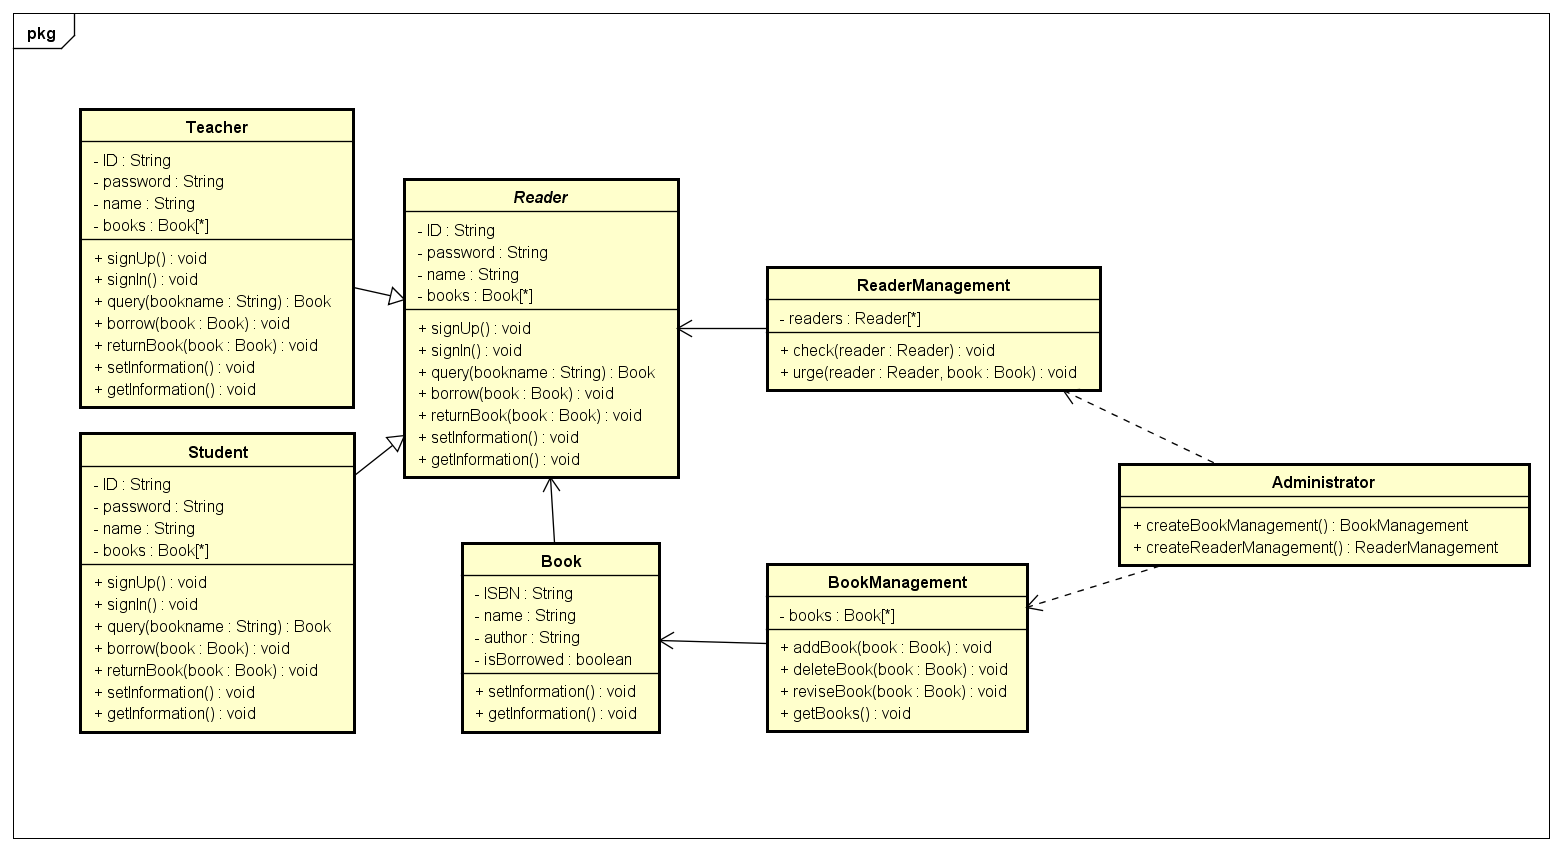 pkg
Teacher
- ID : String
- password : String
- name : String
- books : Book[*]
+ signUp() : void
+ signIn() : void
+ query(bookname : String) : Book
+ borrow(book : Book) : void
+ returnBook(book : Book) : void
+ setInformation() : void
+ getInformation() : void
Student
- ID : String
- password : String
- name : String
- books : Book[*]
+ signUp() : void
+ signIn() : void
+ query(bookname : String) : Book
+ borrow(book : Book) : void
+ returnBook(book : Book) : void
+ setInformation() : void
+ getInformation() : void
Reader
- ID : String
- password : String
- name : String
- books : Book[*]
+ signUp() : void
+ signIn() : void
+ query(bookname : String) : Book
+ borrow(book : Book) : void
+ returnBook(book : Book) : void
+ setInformation() : void
+ getInformation() : void
Book
- ISBN : String
- name : String
- author : String
- isBorrowed : boolean
+ setInformation() : void
+ getInformation() : void
ReaderManagement
- readers : Reader[*]
+ check(reader : Reader) : void
+ urge(reader : Reader, book : Book) : void
BookManagement
- books : Book[*]
+ addBook(book : Book) : void
+ deleteBook(book : Book) : void
+ reviseBook(book : Book) : void
+ getBooks() : void
Administrator
+ createBookManagement() : BookManagement
+ createReaderManagement() : ReaderManagement